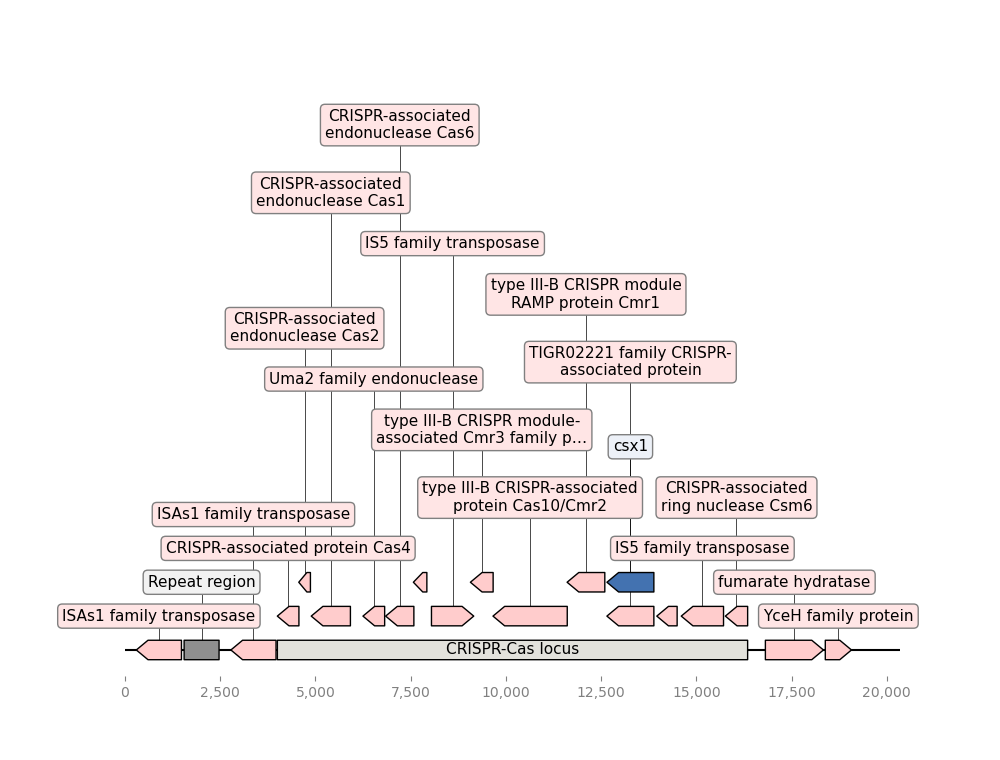 CRISPR-associated
endonuclease Cas6
CRISPR-associated
endonuclease Cas1
IS5 family transposase
type III-B CRISPR module
RAMP protein Cmr1
CRISPR-associated
endonuclease Cas2
TIGR02221 family CRISPR-
associated protein
Uma2 family endonuclease
type III-B CRISPR module-
associated Cmr3 family p…
csx1
type III-B CRISPR-associated
protein Cas10/Cmr2
CRISPR-associated
ring nuclease Csm6
ISAs1 family transposase
CRISPR-associated protein Cas4
IS5 family transposase
Repeat region
fumarate hydratase
ISAs1 family transposase
YceH family protein
CRISPR-Cas locus
0
2,500
5,000
7,500
10,000
12,500
15,000
17,500
20,000